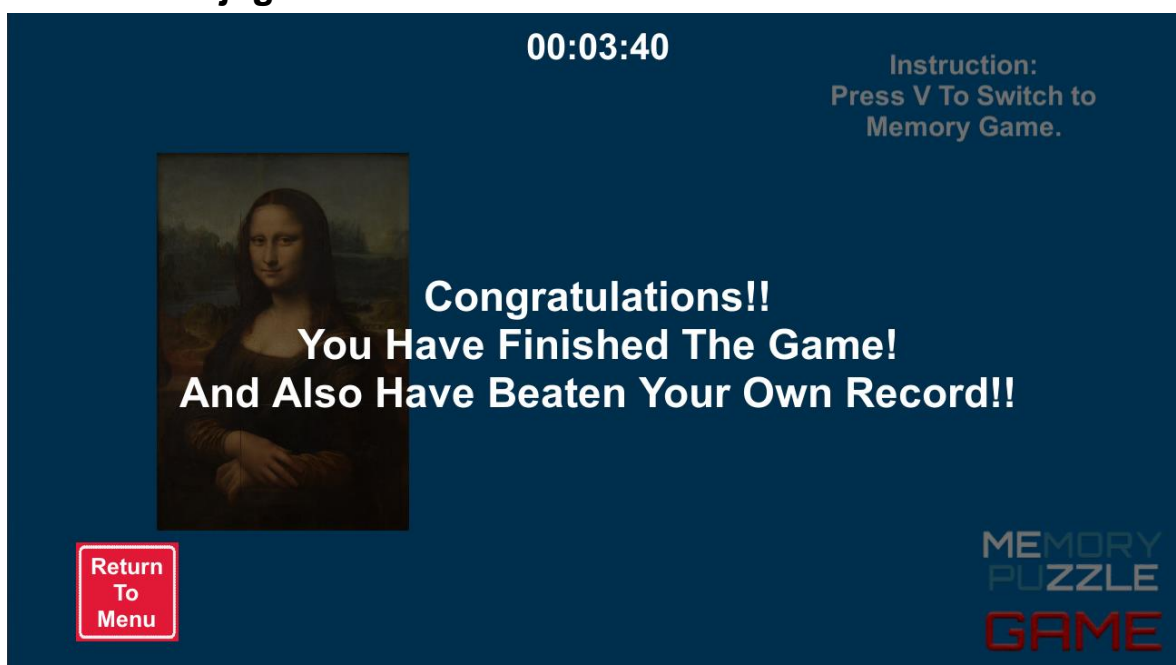 00:03:40
Instruction:
Press V To Switch to
Memory Game.
Congratulations!!
You Have Finished The Game!
And Also Have Beaten Your Own Record!!
Return
To
Menu
MEMORY
PUZZLE
GAME